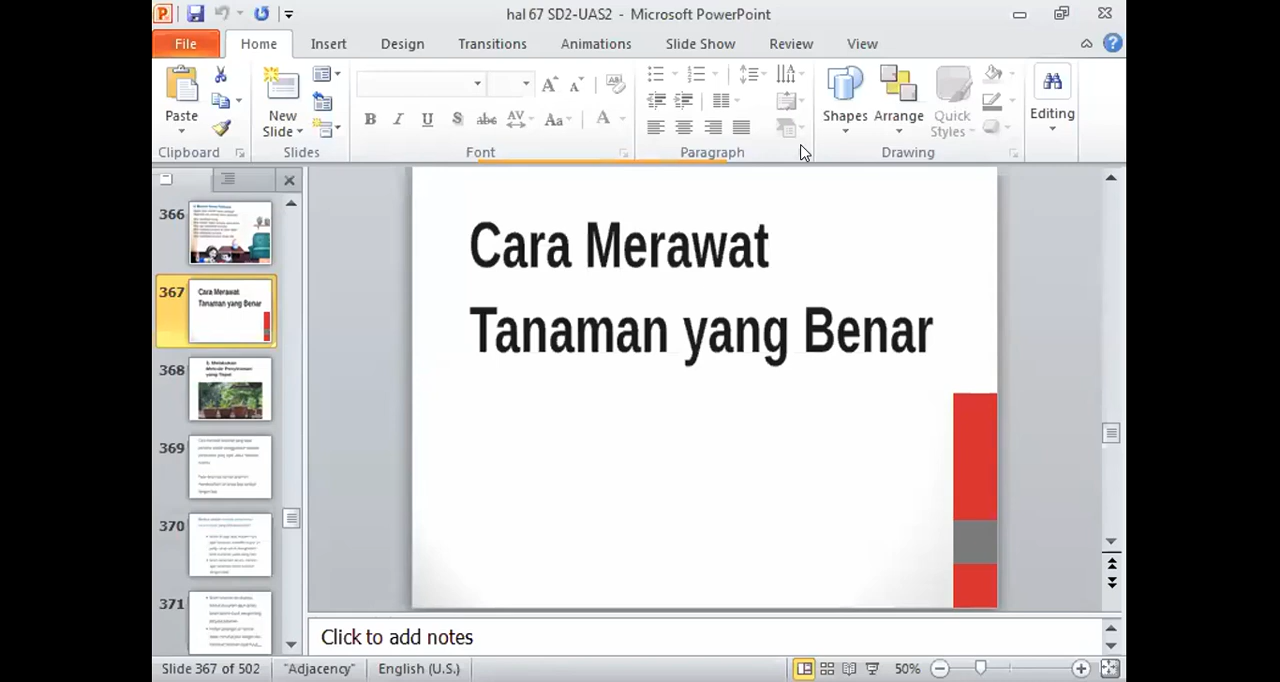 hal 67 SD2-UAS2 - Microsoft PowerPoint
File Home Insert Design Transitions Animations Slide Show Review View
Paste
New
Slide
Shapes
Arrange
Quick
Styles
Editing
Clipboard
Slides
Font
Paragraph
Drawing
366
367
Cara Merawat
Tanaman yang Benar
368
369
370
371
Cara Merawat
Tanaman yang Benar
Click to add notes
Slide 367 of 502
"Adjacency"
English (U.S.)
50%